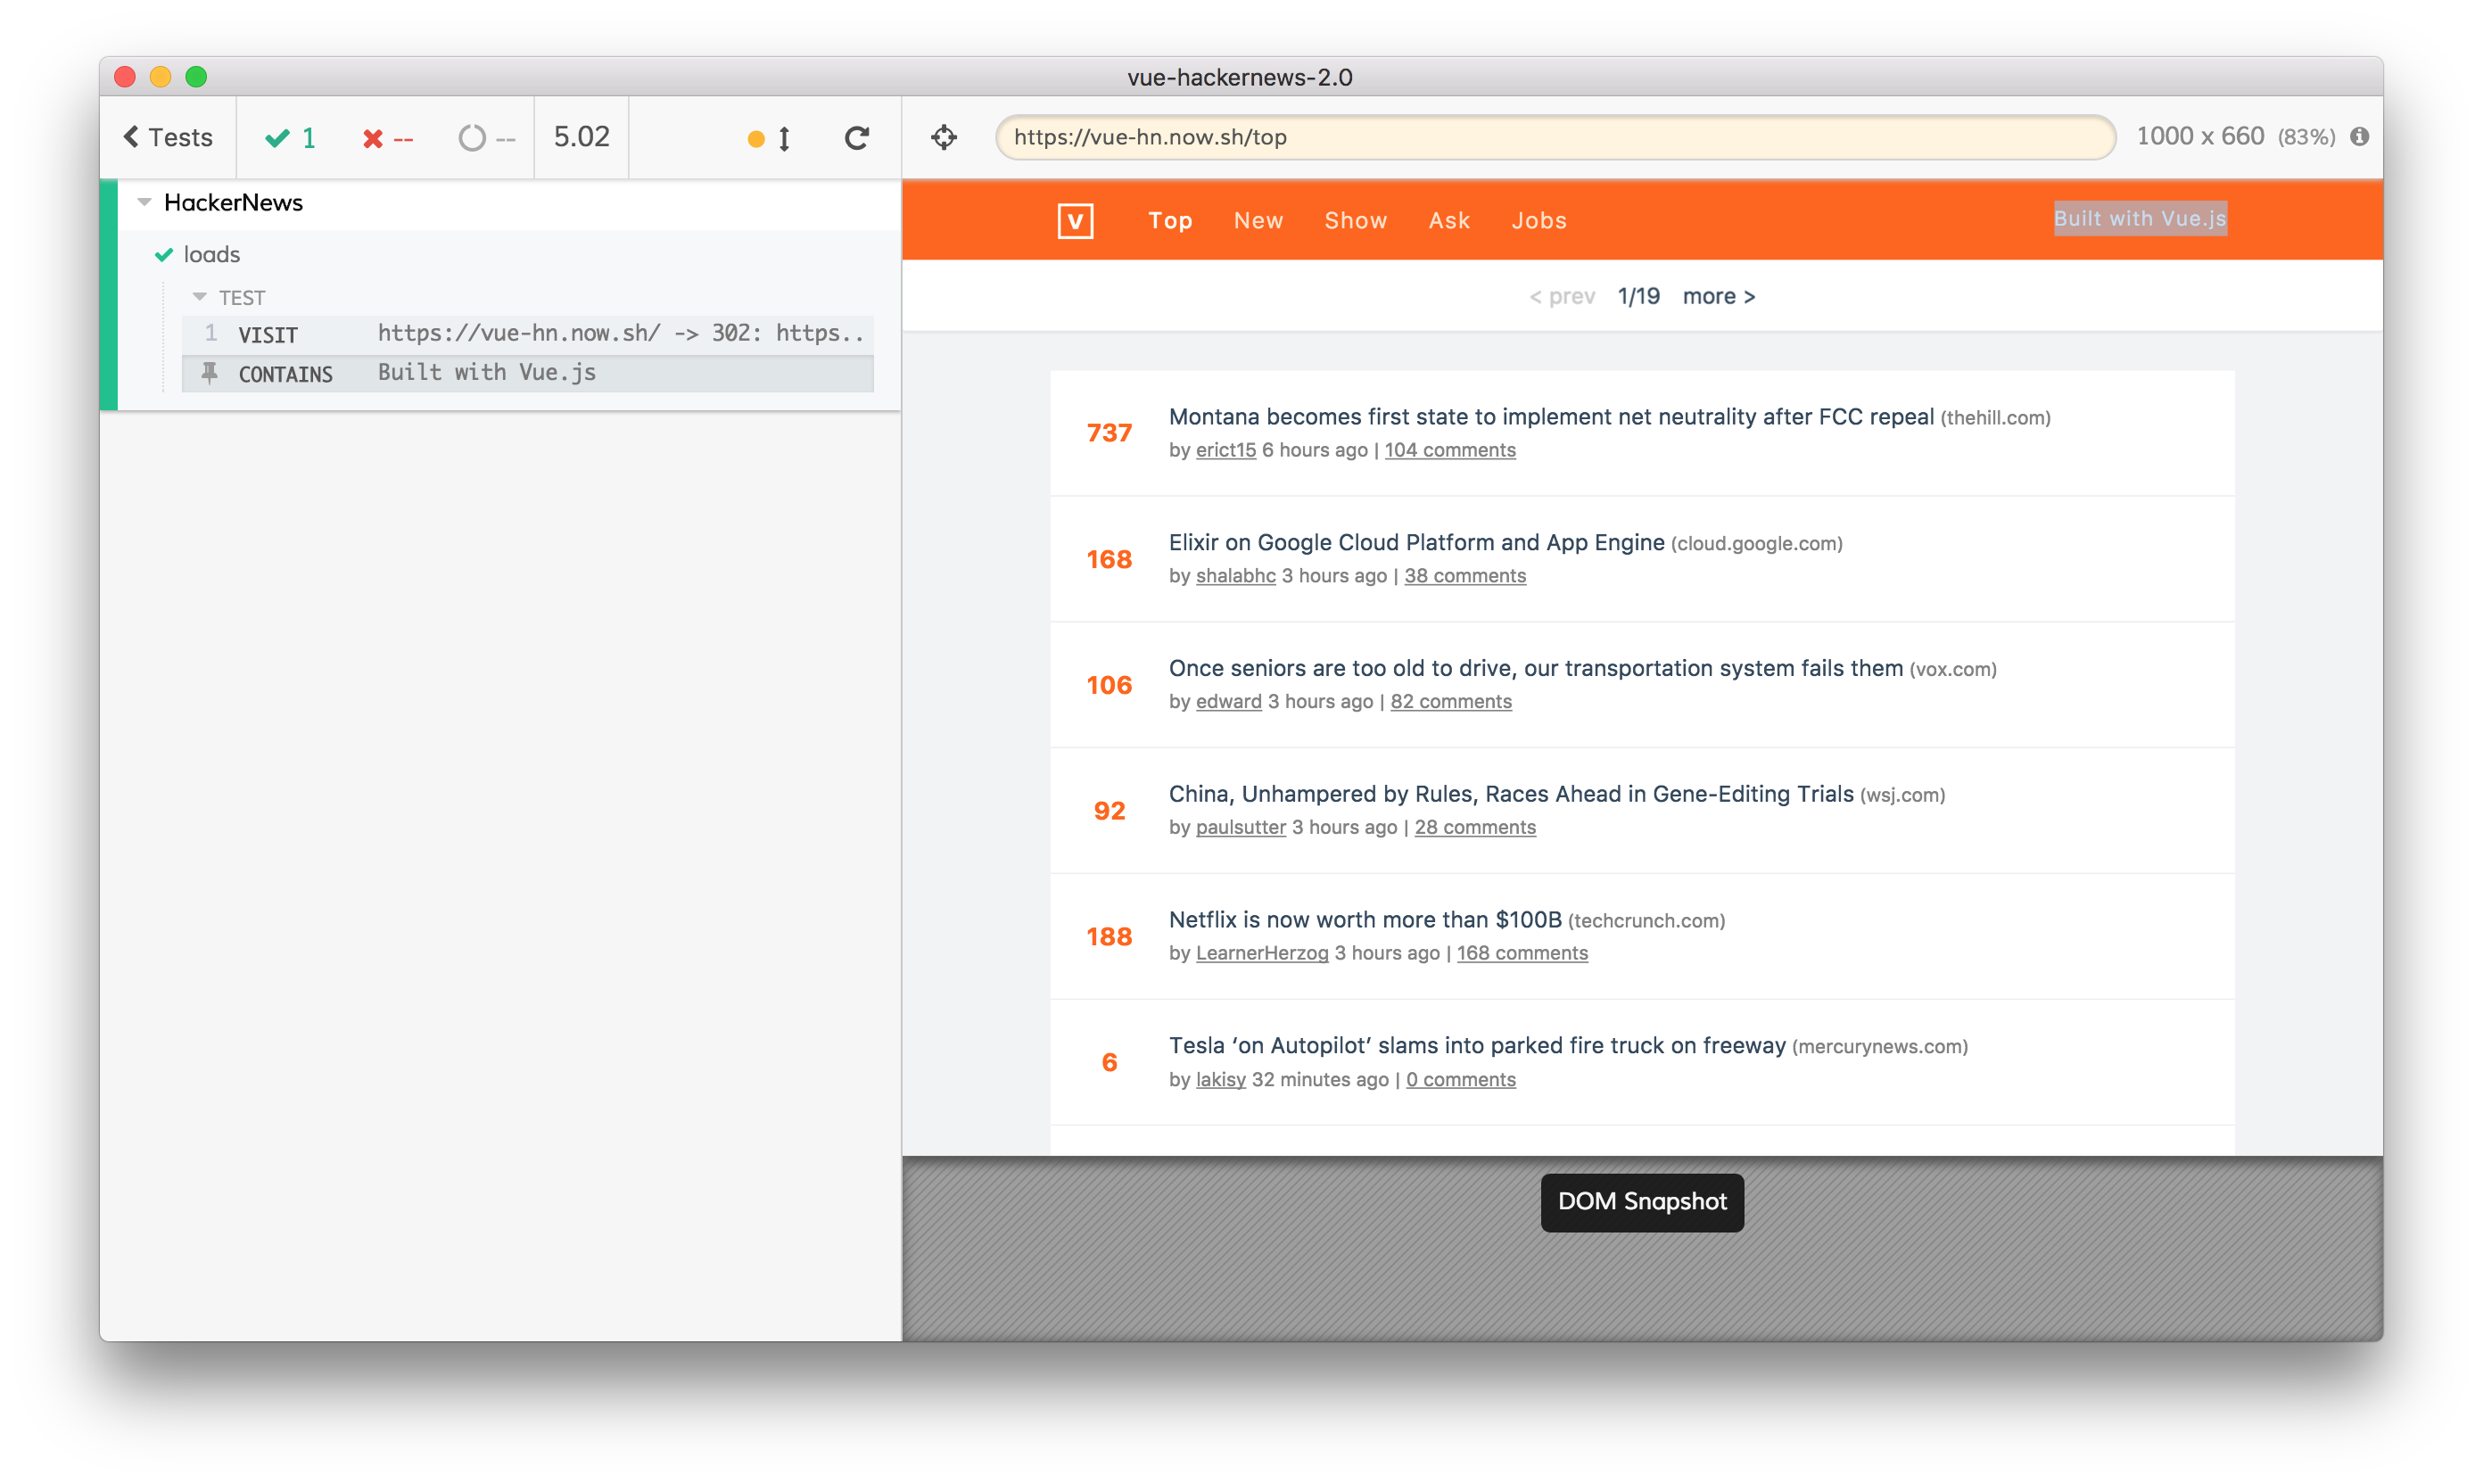 vue-hackernews-2.0
Tests 1 -- -- 5.02
https://vue-hn.now.sh/top
1000 x 660 (83%)
HackerNews
loads
TEST
1 VISIT https://vue-hn.now.sh/ -> 302: https..
CONTAINS Built with Vue.js
V Top New Show Ask Jobs Built with Vue.js
< prev 1/19 more >
737 Montana becomes first state to implement net neutrality after FCC repeal (thehill.com)
by erict15 6 hours ago | 104 comments
168 Elixir on Google Cloud Platform and App Engine (cloud.google.com)
by shalabhc 3 hours ago | 38 comments
106 Once seniors are too old to drive, our transportation system fails them (vox.com)
by edward 3 hours ago | 82 comments
92 China, Unhampered by Rules, Races Ahead in Gene-Editing Trials (wsj.com)
by paulsutter 3 hours ago | 28 comments
188 Netflix is now worth more than $100B (techcrunch.com)
by LearnerHerzog 3 hours ago | 168 comments
6 Tesla ‘on Autopilot’ slams into parked fire truck on freeway (mercurynews.com)
by lakisy 32 minutes ago | 0 comments
DOM Snapshot